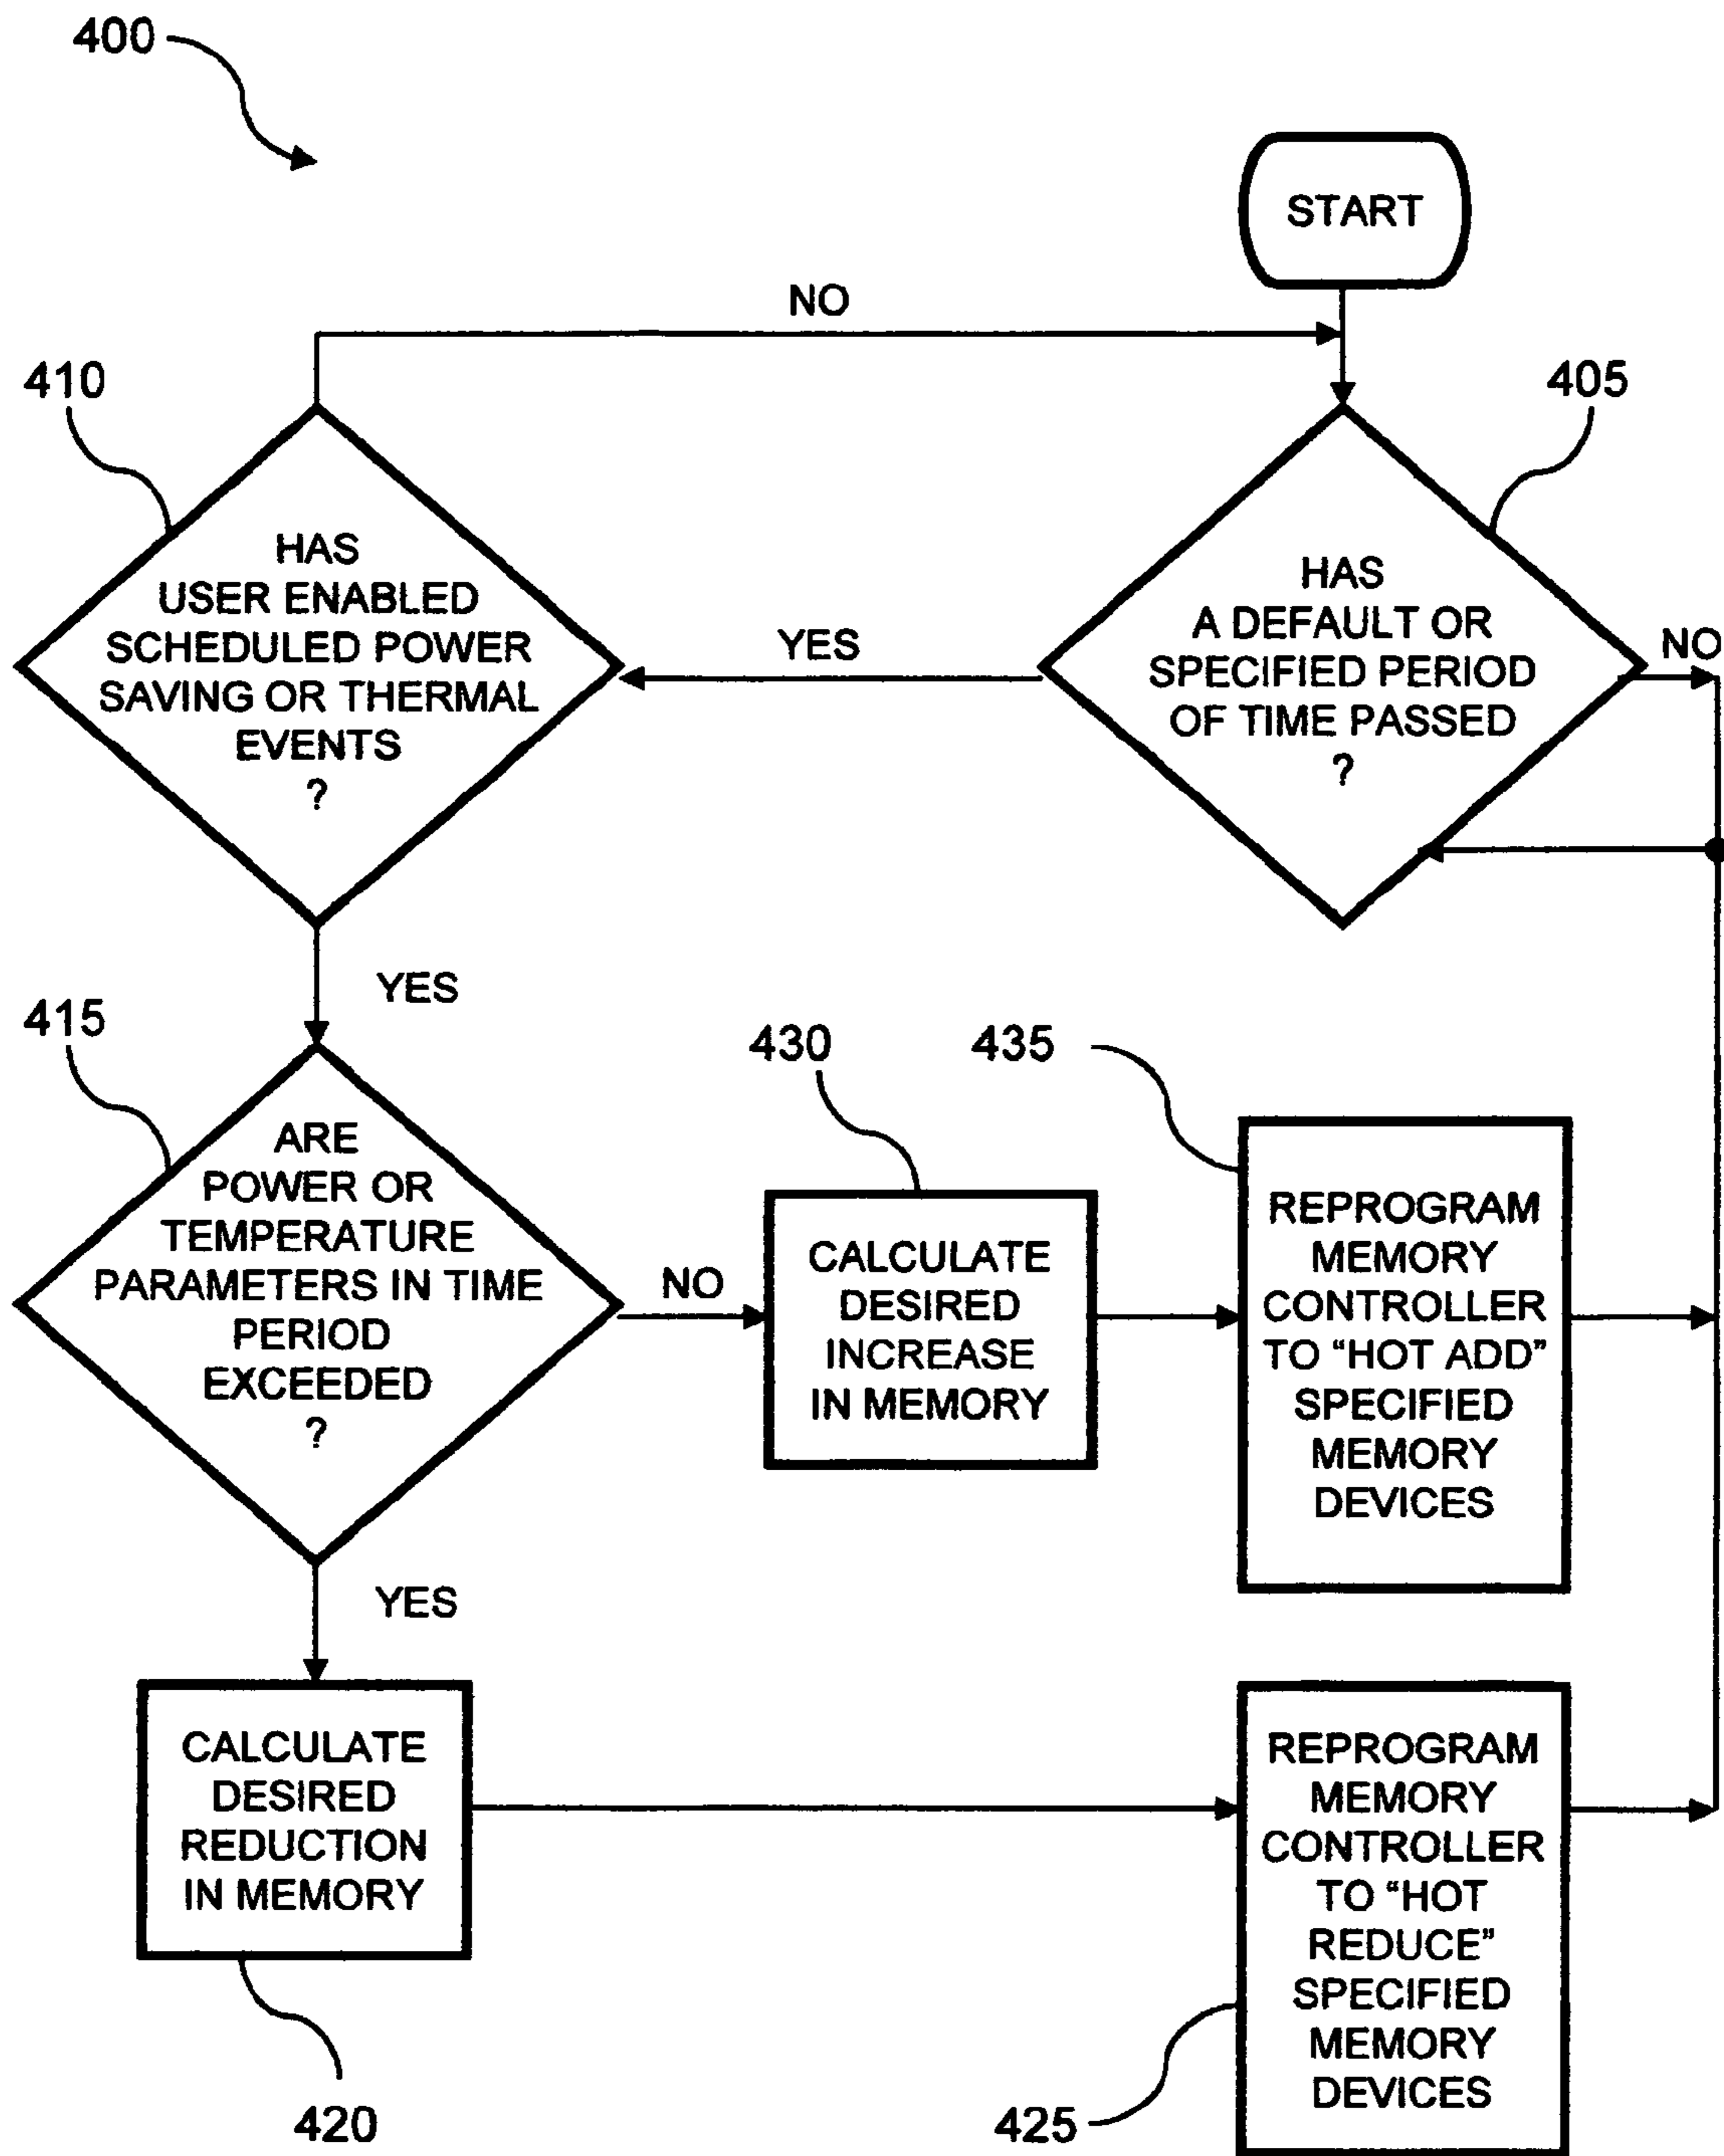 400
START
NO
410
405
HAS
USER ENABLED
SCHEDULED POWER
SAVING OR THERMAL
EVENTS
?
YES
HAS
A DEFAULT OR
SPECIFIED PERIOD
OF TIME PASSED
?
NO
YES
415
430
435
ARE
POWER OR
TEMPERATURE
PARAMETERS IN TIME
PERIOD
EXCEEDED
?
NO
CALCULATE
DESIRED
INCREASE
IN MEMORY
REPROGRAM
MEMORY
CONTROLLER
TO “HOT ADD”
SPECIFIED
MEMORY
DEVICES
YES
CALCULATE
DESIRED
REDUCTION
IN MEMORY
REPROGRAM
MEMORY
CONTROLLER
TO “HOT
REDUCE”
SPECIFIED
MEMORY
DEVICES
420
425